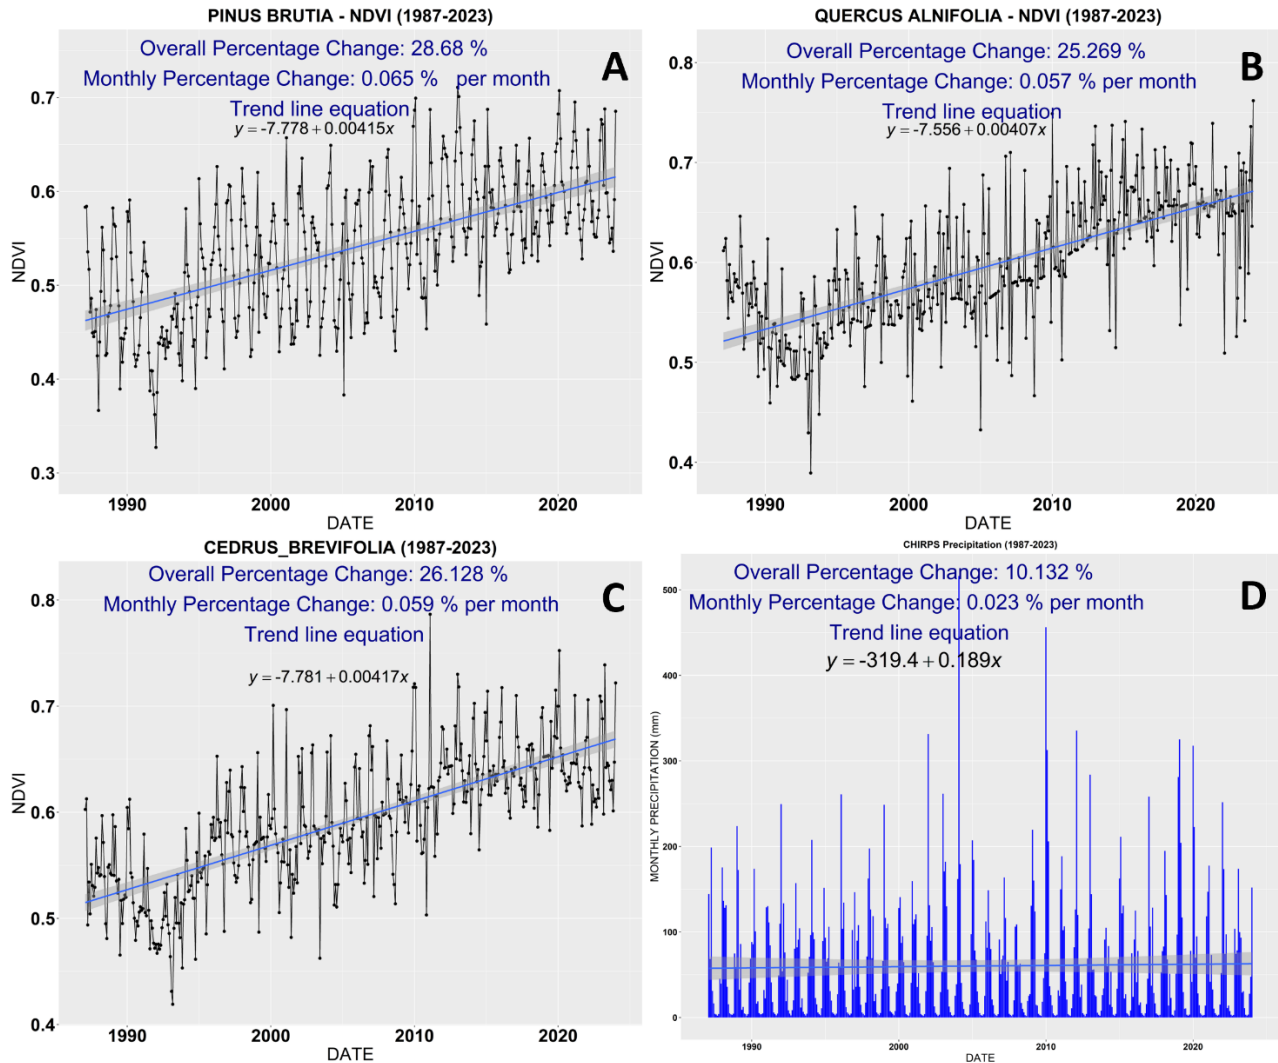 PINUS BRUTIA - NDVI (1987-2023)
Overall Percentage Change: 28.68 %
A
Monthly Percentage Change: 0.065 % per month
Trend line equation
y = -7.778 + 0.00415x
0.7
0.6
0.5
0.4
0.3
NDVI
1990 2000 2010 2020
DATE
QUERCUS ALNIFOLIA - NDVI (1987-2023)
Overall Percentage Change: 25.269 %
B
Monthly Percentage Change: 0.057 % per month
Trend line equation
y = -7.556 + 0.00407x
0.8
0.7
0.6
0.5
0.4
NDVI
1990 2000 2010 2020
DATE
CEDRUS_BREVIFOLIA (1987-2023)
Overall Percentage Change: 26.128 %
C
Monthly Percentage Change: 0.059 % per month
Trend line equation
y = -7.781 + 0.00417x
0.8
0.7
0.6
0.5
0.4
NDVI
1990 2000 2010 2020
DATE
CHIRPS Precipitation (1987-2023)
Overall Percentage Change: 10.132 %
D
Monthly Percentage Change: 0.023 % per month
Trend line equation
y = -319.4 + 0.189x
500
400
300
200
100
0
MONTHLY PRECIPITATION (mm)
1990 2000 2010 2020
DATE